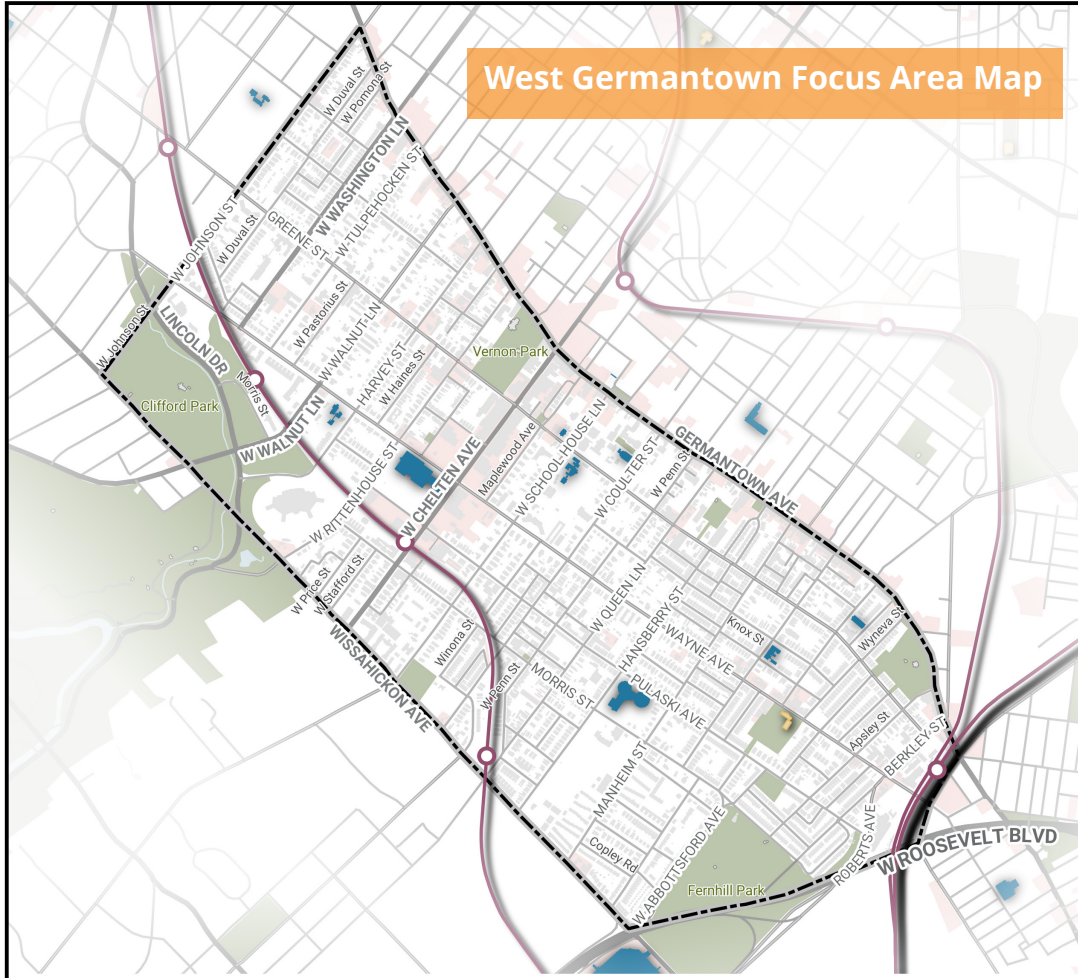 West Germantown Focus Area Map
W Duval St
W Pomona St
W WASHINGTON LN
W TULPEHOCKEN ST
W JOHNSON ST
W Duval St
GREENE ST
W Pastorius St
W Johnson St
LINCOLN DR
W WALNUT LN
HARVEY ST
W Haines St
Vernon Park
Morris St
Clifford Park
W WALNUT LN
W RITTENHOUSE ST
W CHELTEN AVE
Maplewood Ave
W SCHOOL HOUSE LN
W COULTER ST
W Penn St
GERMANTOWN AVE
W Price St
W Stafford St
WISSAHICKON AVE
Winona St
W Penn St
W QUEEN LN
HANSBERRY ST
WAYNE AVE
Knox St
Wyneva St
MORRIS ST
PULASKI AVE
Apsley St
BERKLEY ST
MANHEIM ST
Copley Rd
W ABBOTTSFORD AVE
ROBERTS AVE
W ROOSEVELT BLVD
Fernhill Park